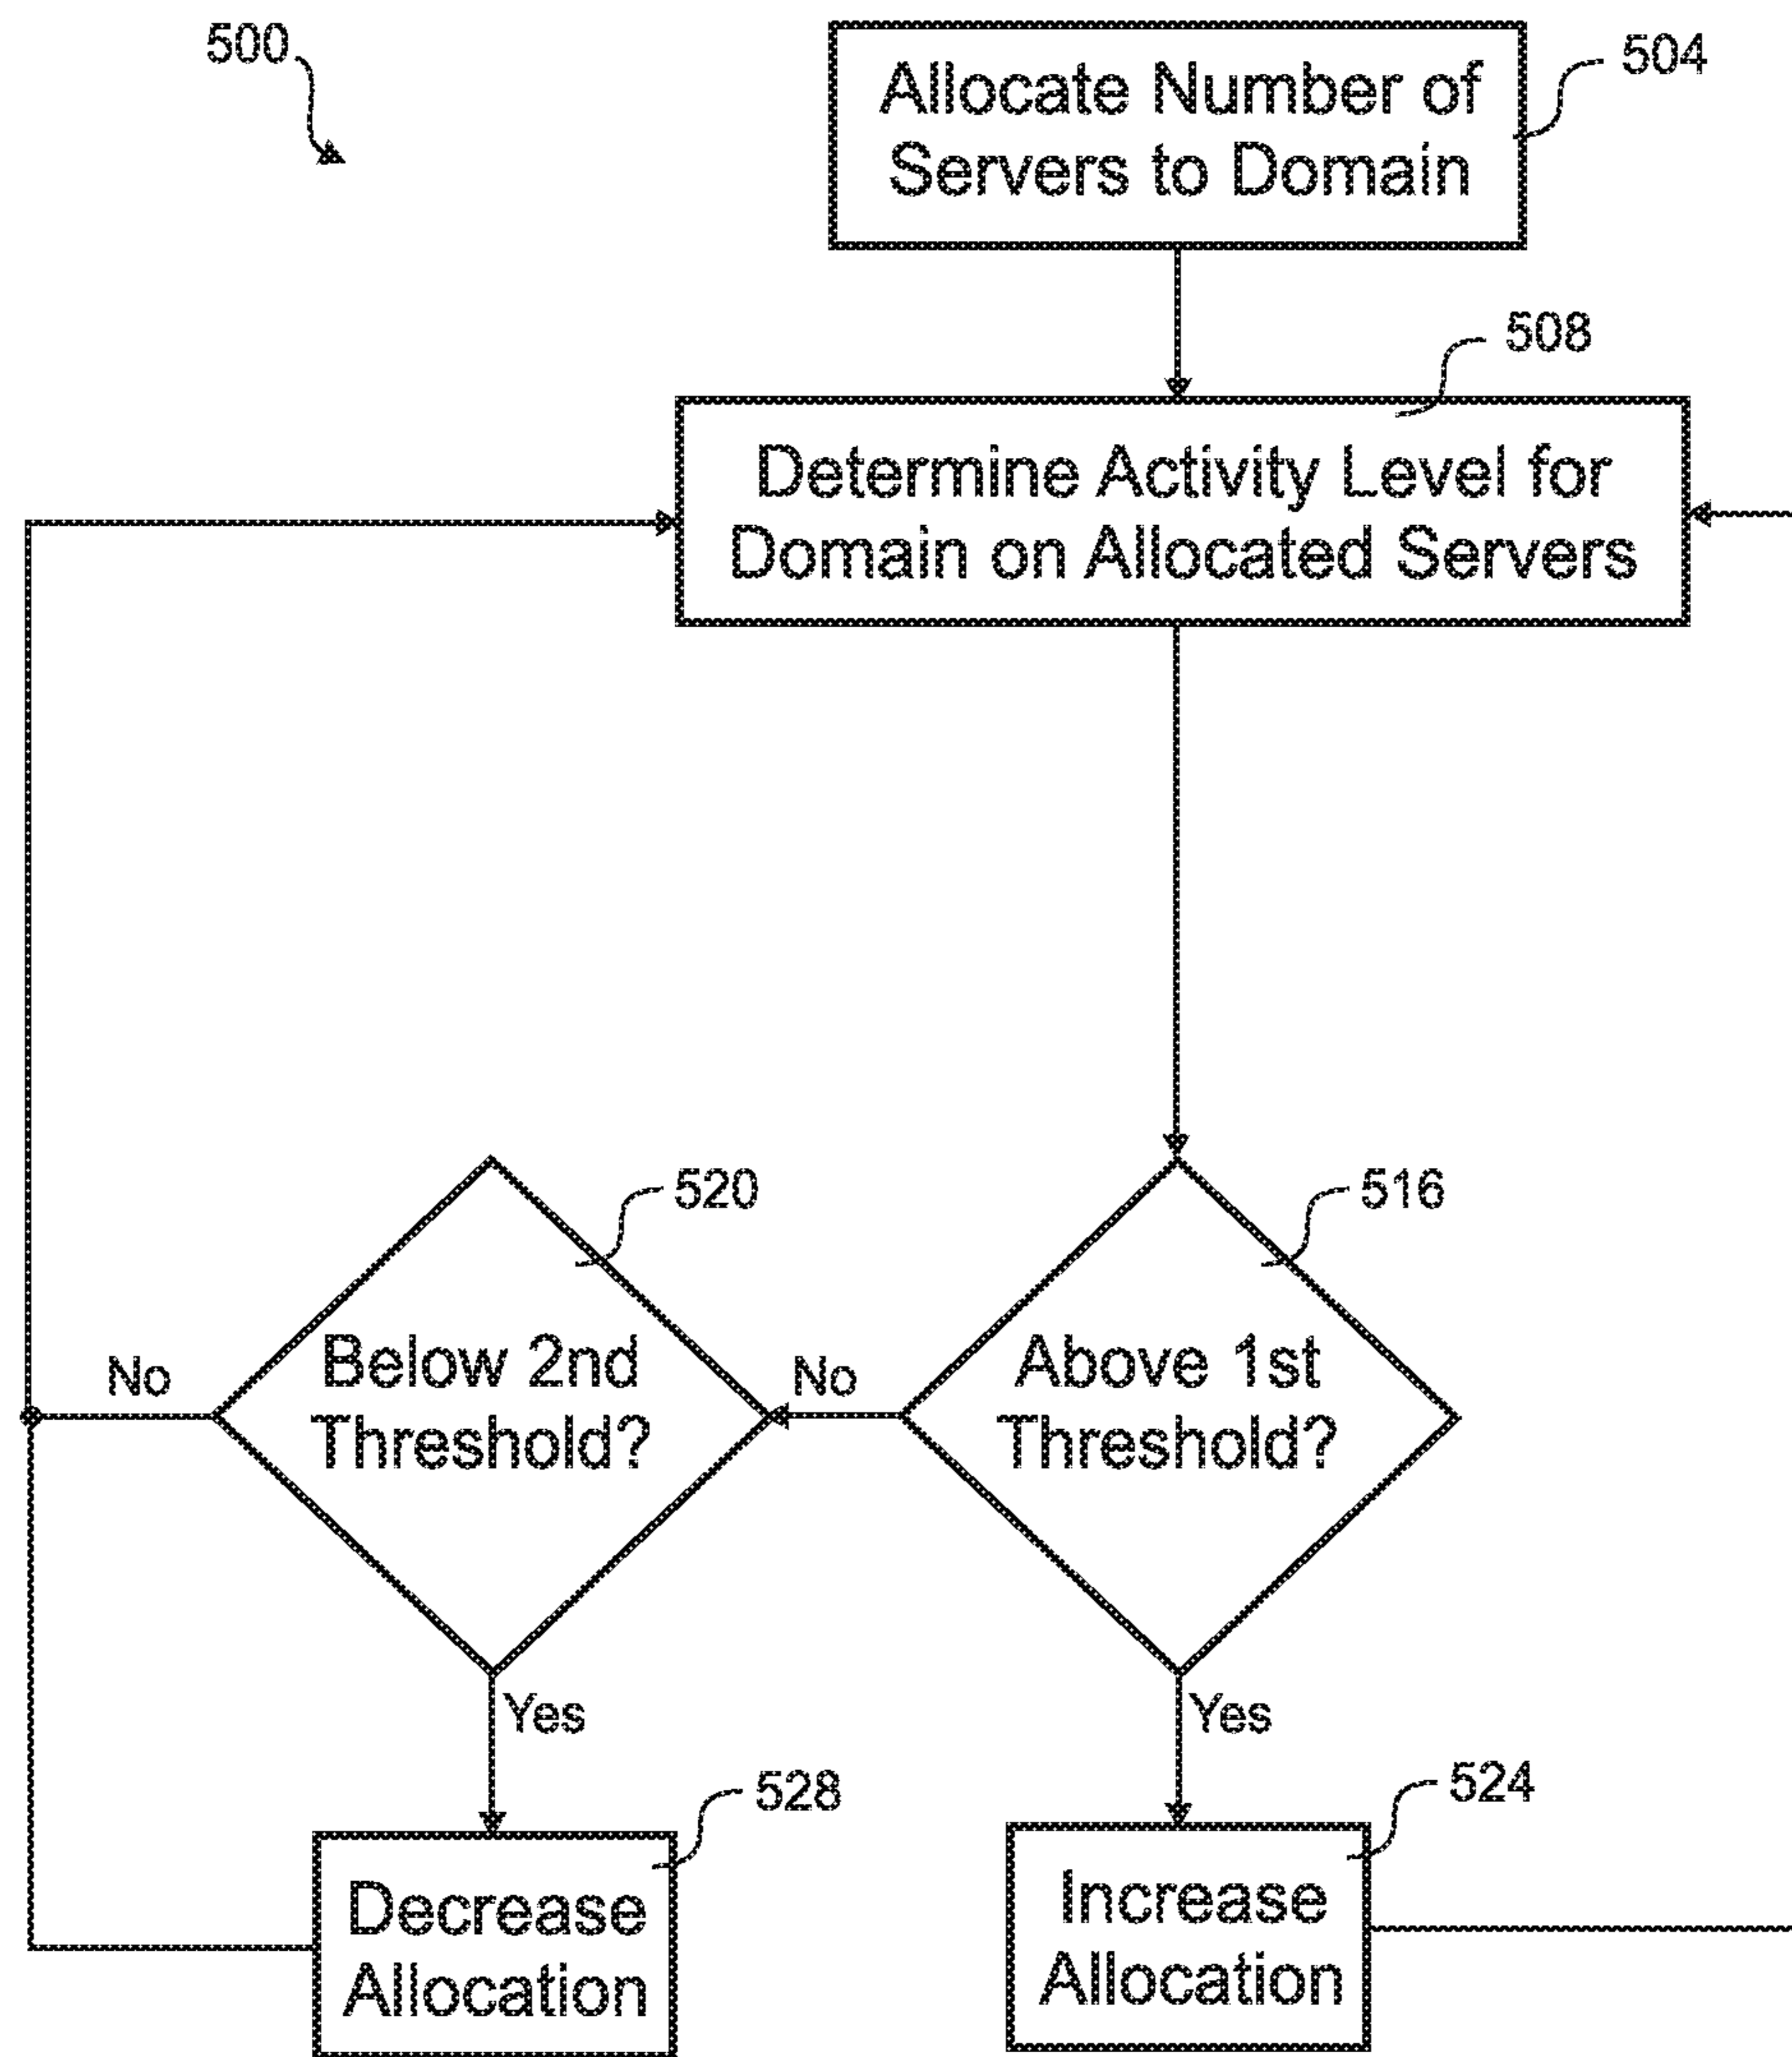 500
Allocate Number of
Servers to Domain
504
508
Determine Activity Level for
Domain on Allocated Servers
520
516
Below 2nd
Threshold?
Above 1st
Threshold?
No
No
Yes
Yes
528
524
Decrease
Allocation
Increase
Allocation